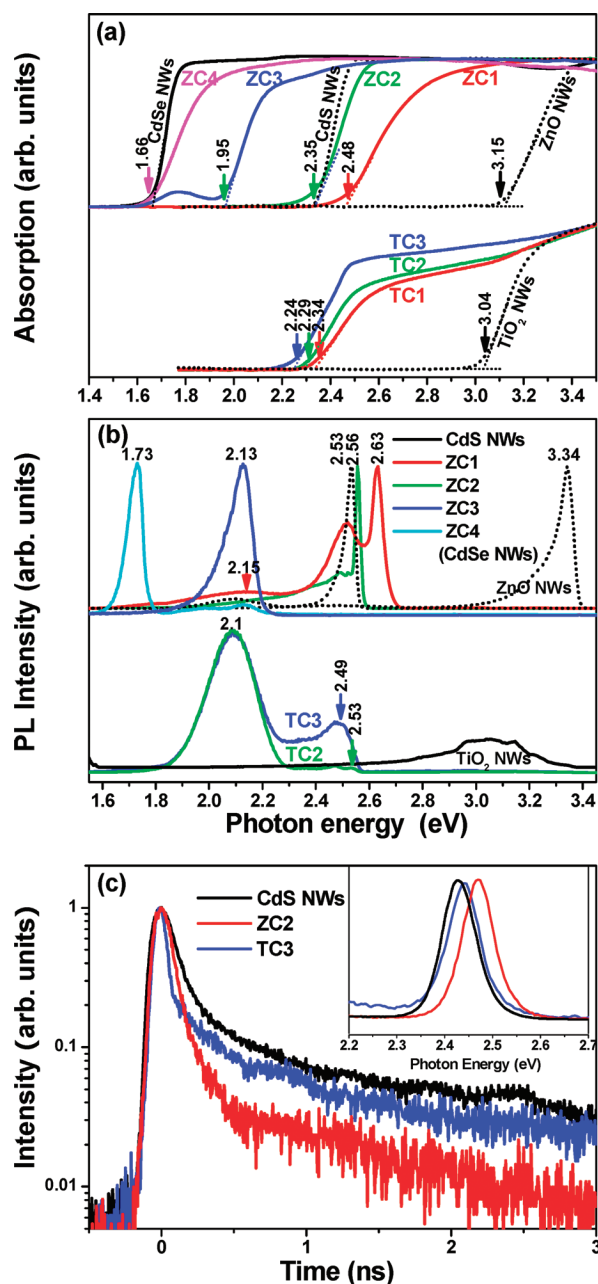 (a)
Absorption (arb. units)
ZC4
CdSe NWs
ZC3
CdS NWs
ZC2
ZC1
ZnO NWs
1.66
1.95
2.35
2.48
3.15
TC3
TC2
TC1
2.24
2.29
2.34
3.04
TiO2 NWs
1.4 1.6 1.8 2.0 2.2 2.4 2.6 2.8 3.0 3.2 3.4
(b)
PL Intensity (arb. units)
1.73
2.13
2.53
2.56
2.63
3.34
CdS NWs
ZC1
ZC2
ZC3
ZC4
(CdSe NWs)
2.15
ZnO NWs
2.1
2.49
2.53
TC3
TC2
TiO2 NWs
1.6 1.8 2.0 2.2 2.4 2.6 2.8 3.0 3.2 3.4
Photon energy (eV)
(c)
Intensity (arb. units)
CdS NWs
ZC2
TC3
1
0.1
0.01
2.2 2.3 2.4 2.5 2.6 2.7
Photon Energy (eV)
0 1 2 3
Time (ns)